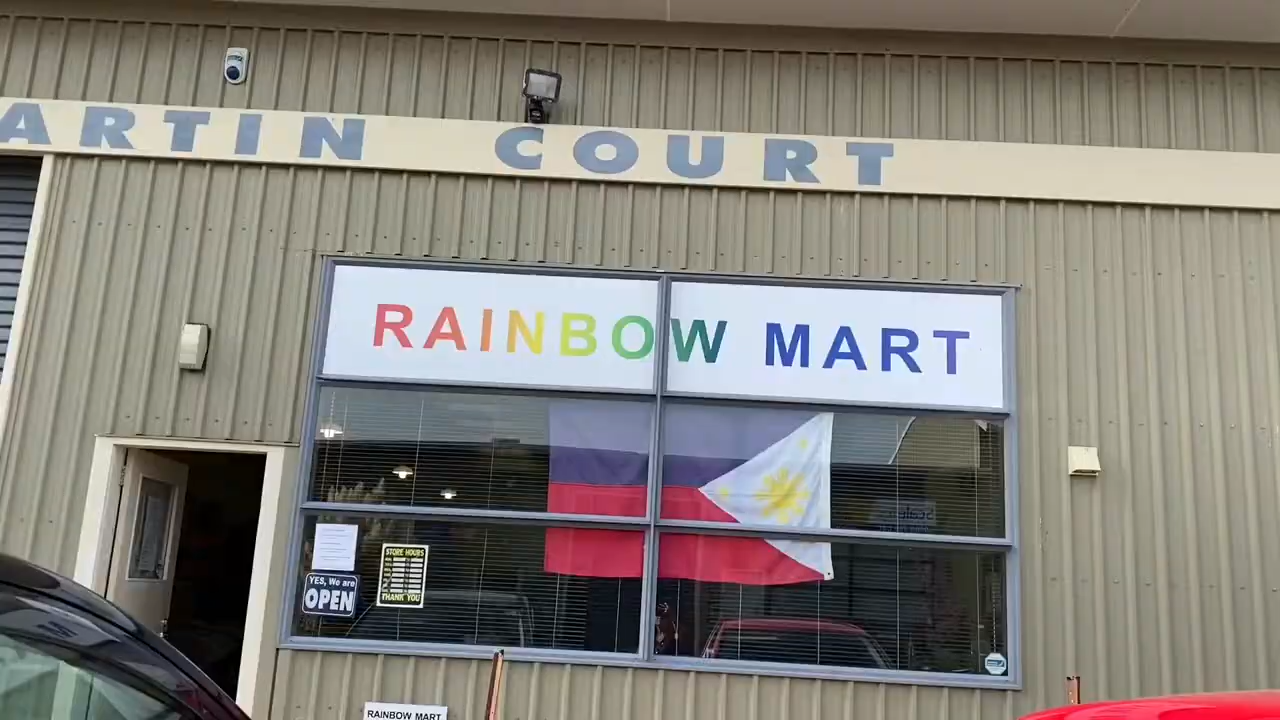 ARTIN COURT
RAINBOW MART
STORE HOURS
THANK YOU
YES, We are
OPEN
RAINBOW MART